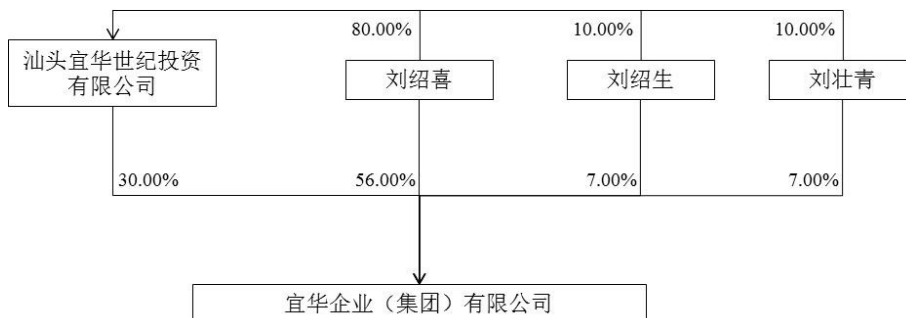 80.00%
10.00%
10.00%
汕头宜华世纪投资
有限公司
刘绍喜
刘绍生
刘壮青
30.00%
56.00%
7.00%
7.00%
宜华企业（集团）有限公司